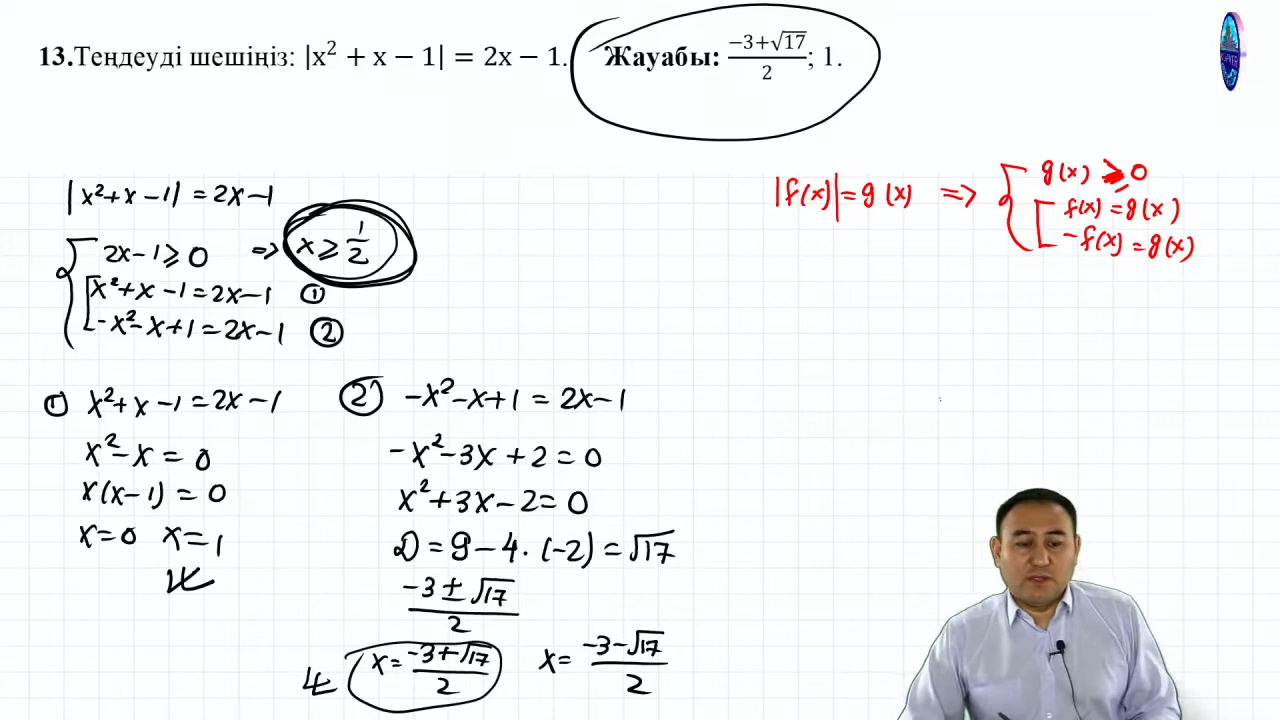 13.Теңдеуді шешіңіз: |x² + x − 1| = 2x − 1. Жауабы: (−3+√17)/2; 1.
|x²+x−1| = 2x−1
|f(x)| = g(x) => { g(x) ≥ 0
[ f(x) = g(x)
−f(x) = g(x)
{ 2x−1 ≥ 0 => x ≥ 1/2
[ x²+x−1 = 2x−1 ①
−x²−x+1 = 2x−1 ②
① x²+x−1 = 2x−1
x²−x = 0
x(x−1) = 0
x=0 x=1
② −x²−x+1 = 2x−1
−x²−3x+2=0
x²+3x−2=0
D = 9−4·(−2) = √17
(−3±√17)/2
x= (−3+√17)/2 x= (−3−√17)/2